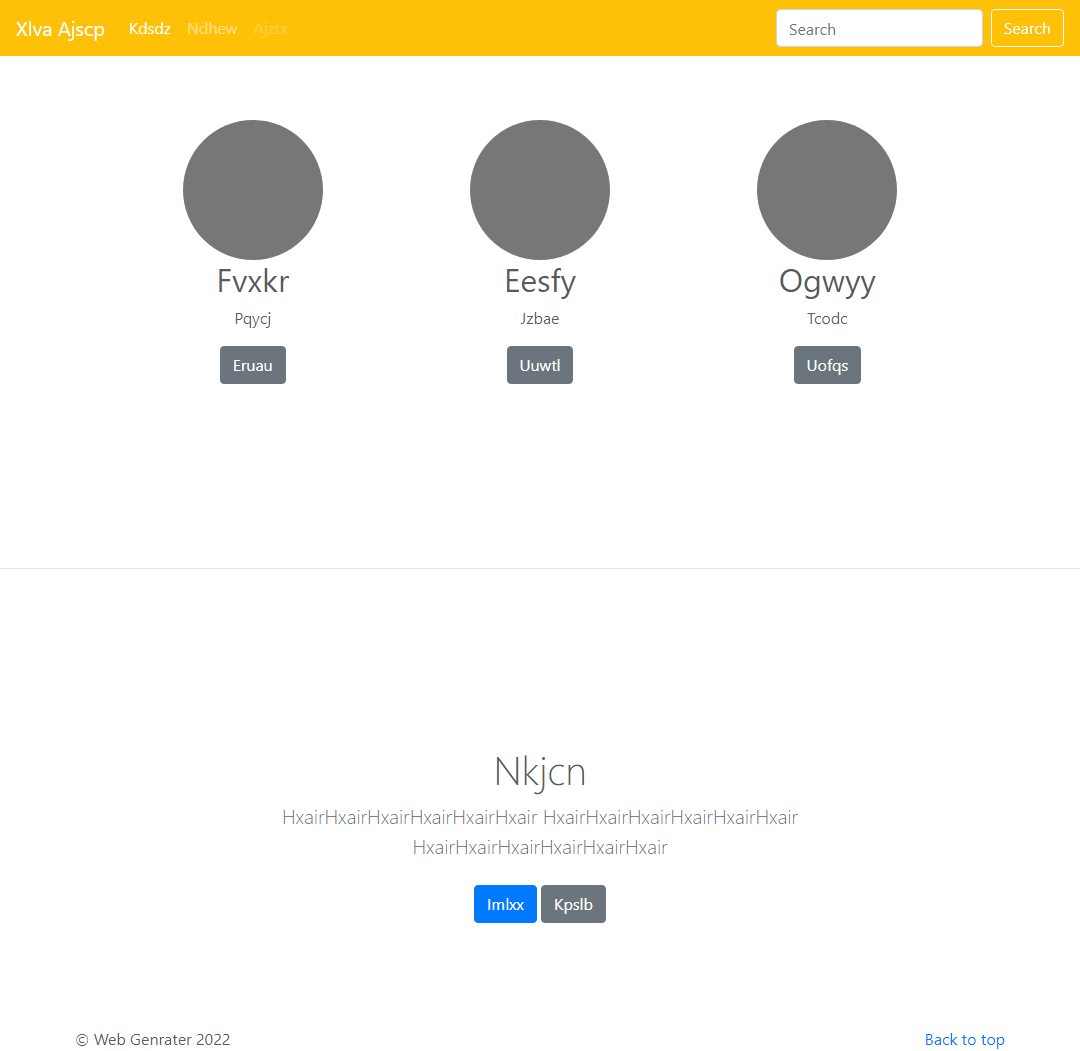 Xlva Ajscp Kdsdz Ndhew Ajztx Search Search
Fvxkr Eesfy Ogwyy
Pqycj Jzbae Tcodc
Eruau Uuwtl Uofqs
Nkjcn
HxairHxairHxairHxairHxairHxair HxairHxairHxairHxairHxairHxair
HxairHxairHxairHxairHxairHxair
Imlxx Kpslb
© Web Genrater 2022 Back to top